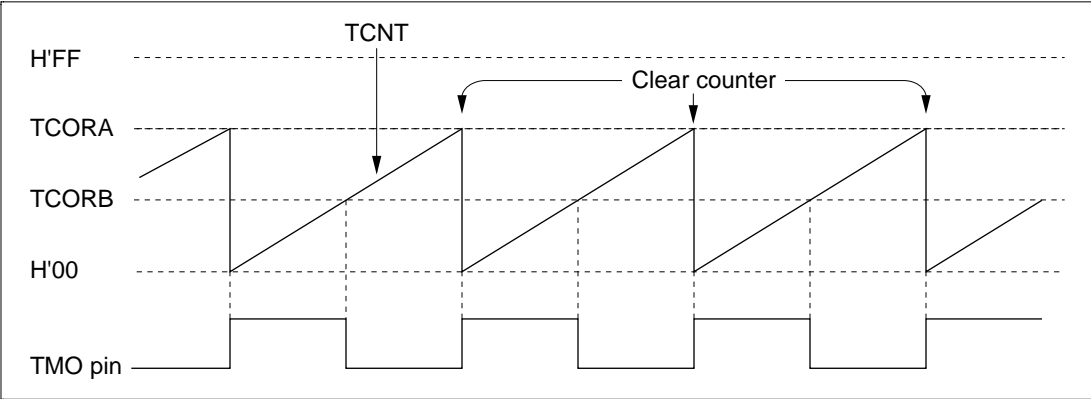 TCNT
H'FF
Clear counter
TCORA
TCORB
H'00
TMO pin